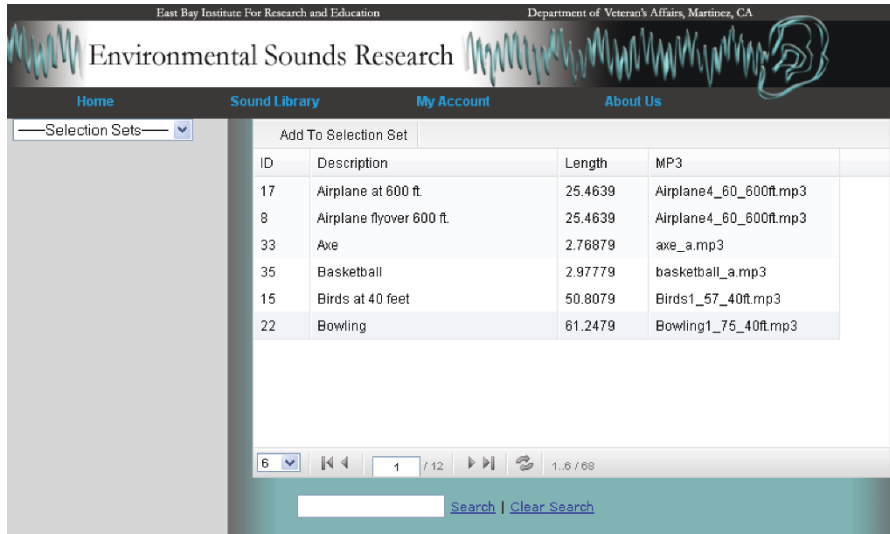 East Bay Institute For Research and Education Department of Veteran's Affairs, Martinez, CA
Environmental Sounds Research
Home Sound Library My Account About Us
——Selection Sets——
Add To Selection Set
ID Description Length MP3
17 Airplane at 600 ft. 25.4639 Airplane4_60_600ft.mp3
8 Airplane flyover 600 ft. 25.4639 Airplane4_60_600ft.mp3
33 Axe 2.76879 axe_a.mp3
35 Basketball 2.97779 basketball_a.mp3
15 Birds at 40 feet 50.8079 Birds1_57_40ft.mp3
22 Bowling 61.2479 Bowling1_75_40ft.mp3
6 1 / 12 1..6 / 68
Search | Clear Search